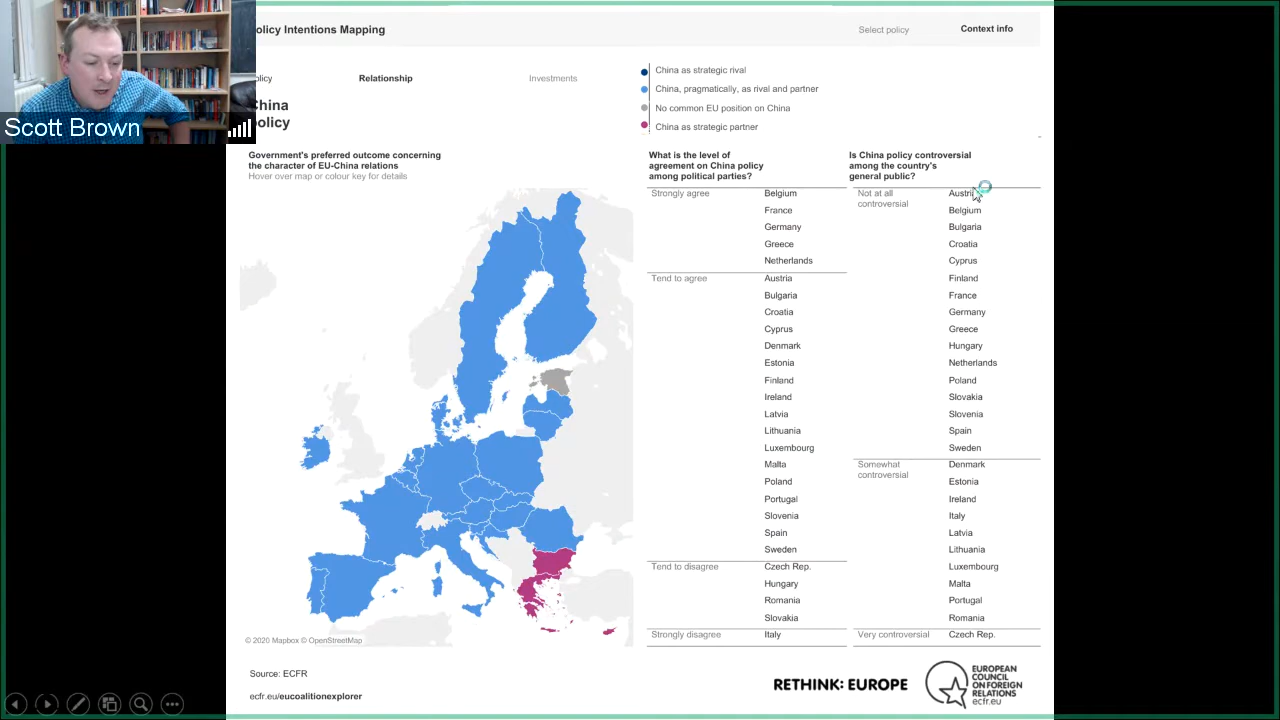 Scott Brown
olicy Intentions Mapping
Select policy
Context info
olicy
Relationship
Investments
China
policy
China as strategic rival
China, pragmatically, as rival and partner
No common EU position on China
China as strategic partner
Government's preferred outcome concerning
the character of EU-China relations
Hover over map or colour key for details
© 2020 Mapbox © OpenStreetMap
What is the level of
agreement on China policy
among political parties?
Strongly agree
Belgium
France
Germany
Greece
Netherlands
Tend to agree
Austria
Bulgaria
Croatia
Cyprus
Denmark
Estonia
Finland
Ireland
Latvia
Lithuania
Luxembourg
Malta
Poland
Portugal
Slovenia
Spain
Sweden
Tend to disagree
Czech Rep.
Hungary
Romania
Slovakia
Strongly disagree
Italy
Is China policy controversial
among the country's
general public?
Not at all
controversial
Austria
Belgium
Bulgaria
Croatia
Cyprus
Finland
France
Germany
Greece
Hungary
Netherlands
Poland
Slovakia
Slovenia
Spain
Sweden
Somewhat
controversial
Denmark
Estonia
Ireland
Italy
Latvia
Lithuania
Luxembourg
Malta
Portugal
Romania
Very controversial
Czech Rep.
Source: ECFR
ecfr.eu/eucoalitionexplorer
RETHINK: EUROPE
EUROPEAN
COUNCIL
ON FOREIGN
RELATIONS
ecfr.eu